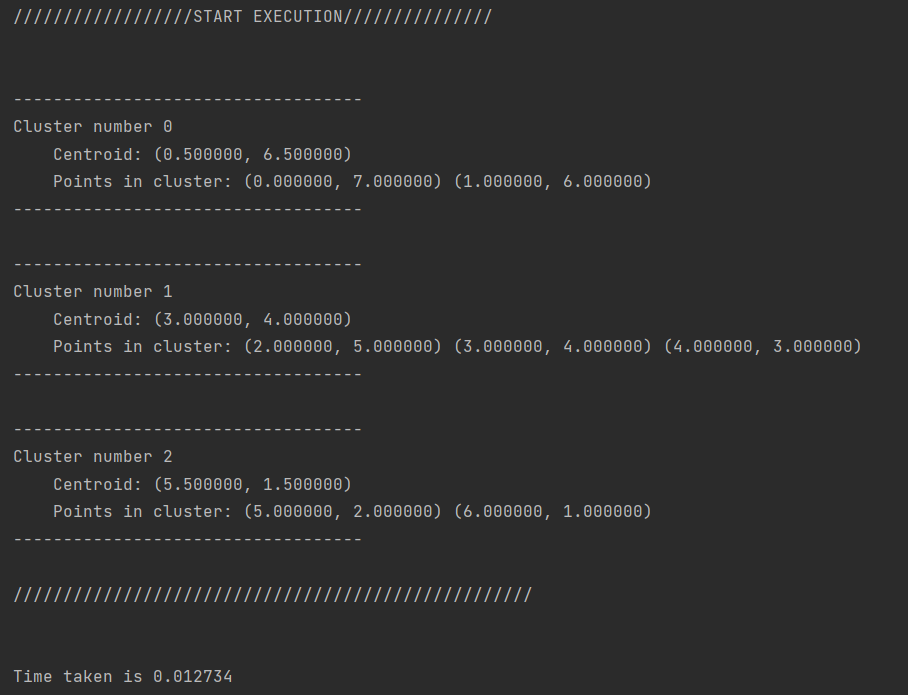 //////////////////START EXECUTION///////////////
-----------------------------------
Cluster number 0
    Centroid: (0.500000, 6.500000)
    Points in cluster: (0.000000, 7.000000) (1.000000, 6.000000)
-----------------------------------
-----------------------------------
Cluster number 1
    Centroid: (3.000000, 4.000000)
    Points in cluster: (2.000000, 5.000000) (3.000000, 4.000000) (4.000000, 3.000000)
-----------------------------------
-----------------------------------
Cluster number 2
    Centroid: (5.500000, 1.500000)
    Points in cluster: (5.000000, 2.000000) (6.000000, 1.000000)
-----------------------------------
////////////////////////////////////////////////////
Time taken is 0.012734